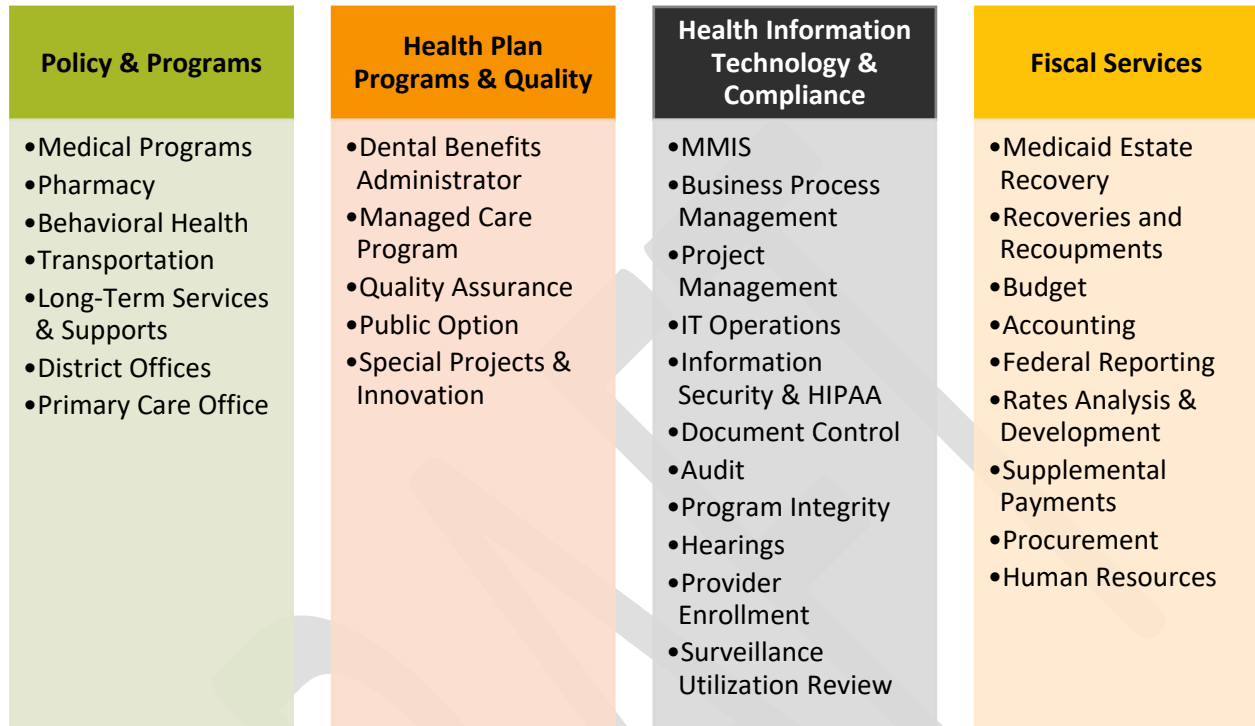 Policy & Programs
•Medical Programs
•Pharmacy
•Behavioral Health
•Transportation
•Long-Term Services
& Supports
•District Offices
•Primary Care Office
Health Plan
Programs & Quality
•Dental Benefits
Administrator
•Managed Care
Program
•Quality Assurance
•Public Option
•Special Projects &
Innovation
Health Information
Technology &
Compliance
•MMIS
•Business Process
Management
•Project
Management
•IT Operations
•Information
Security & HIPAA
•Document Control
•Audit
•Program Integrity
•Hearings
•Provider
Enrollment
•Surveillance
Utilization Review
Fiscal Services
•Medicaid Estate
Recovery
•Recoveries and
Recoupments
•Budget
•Accounting
•Federal Reporting
•Rates Analysis &
Development
•Supplemental
Payments
•Procurement
•Human Resources